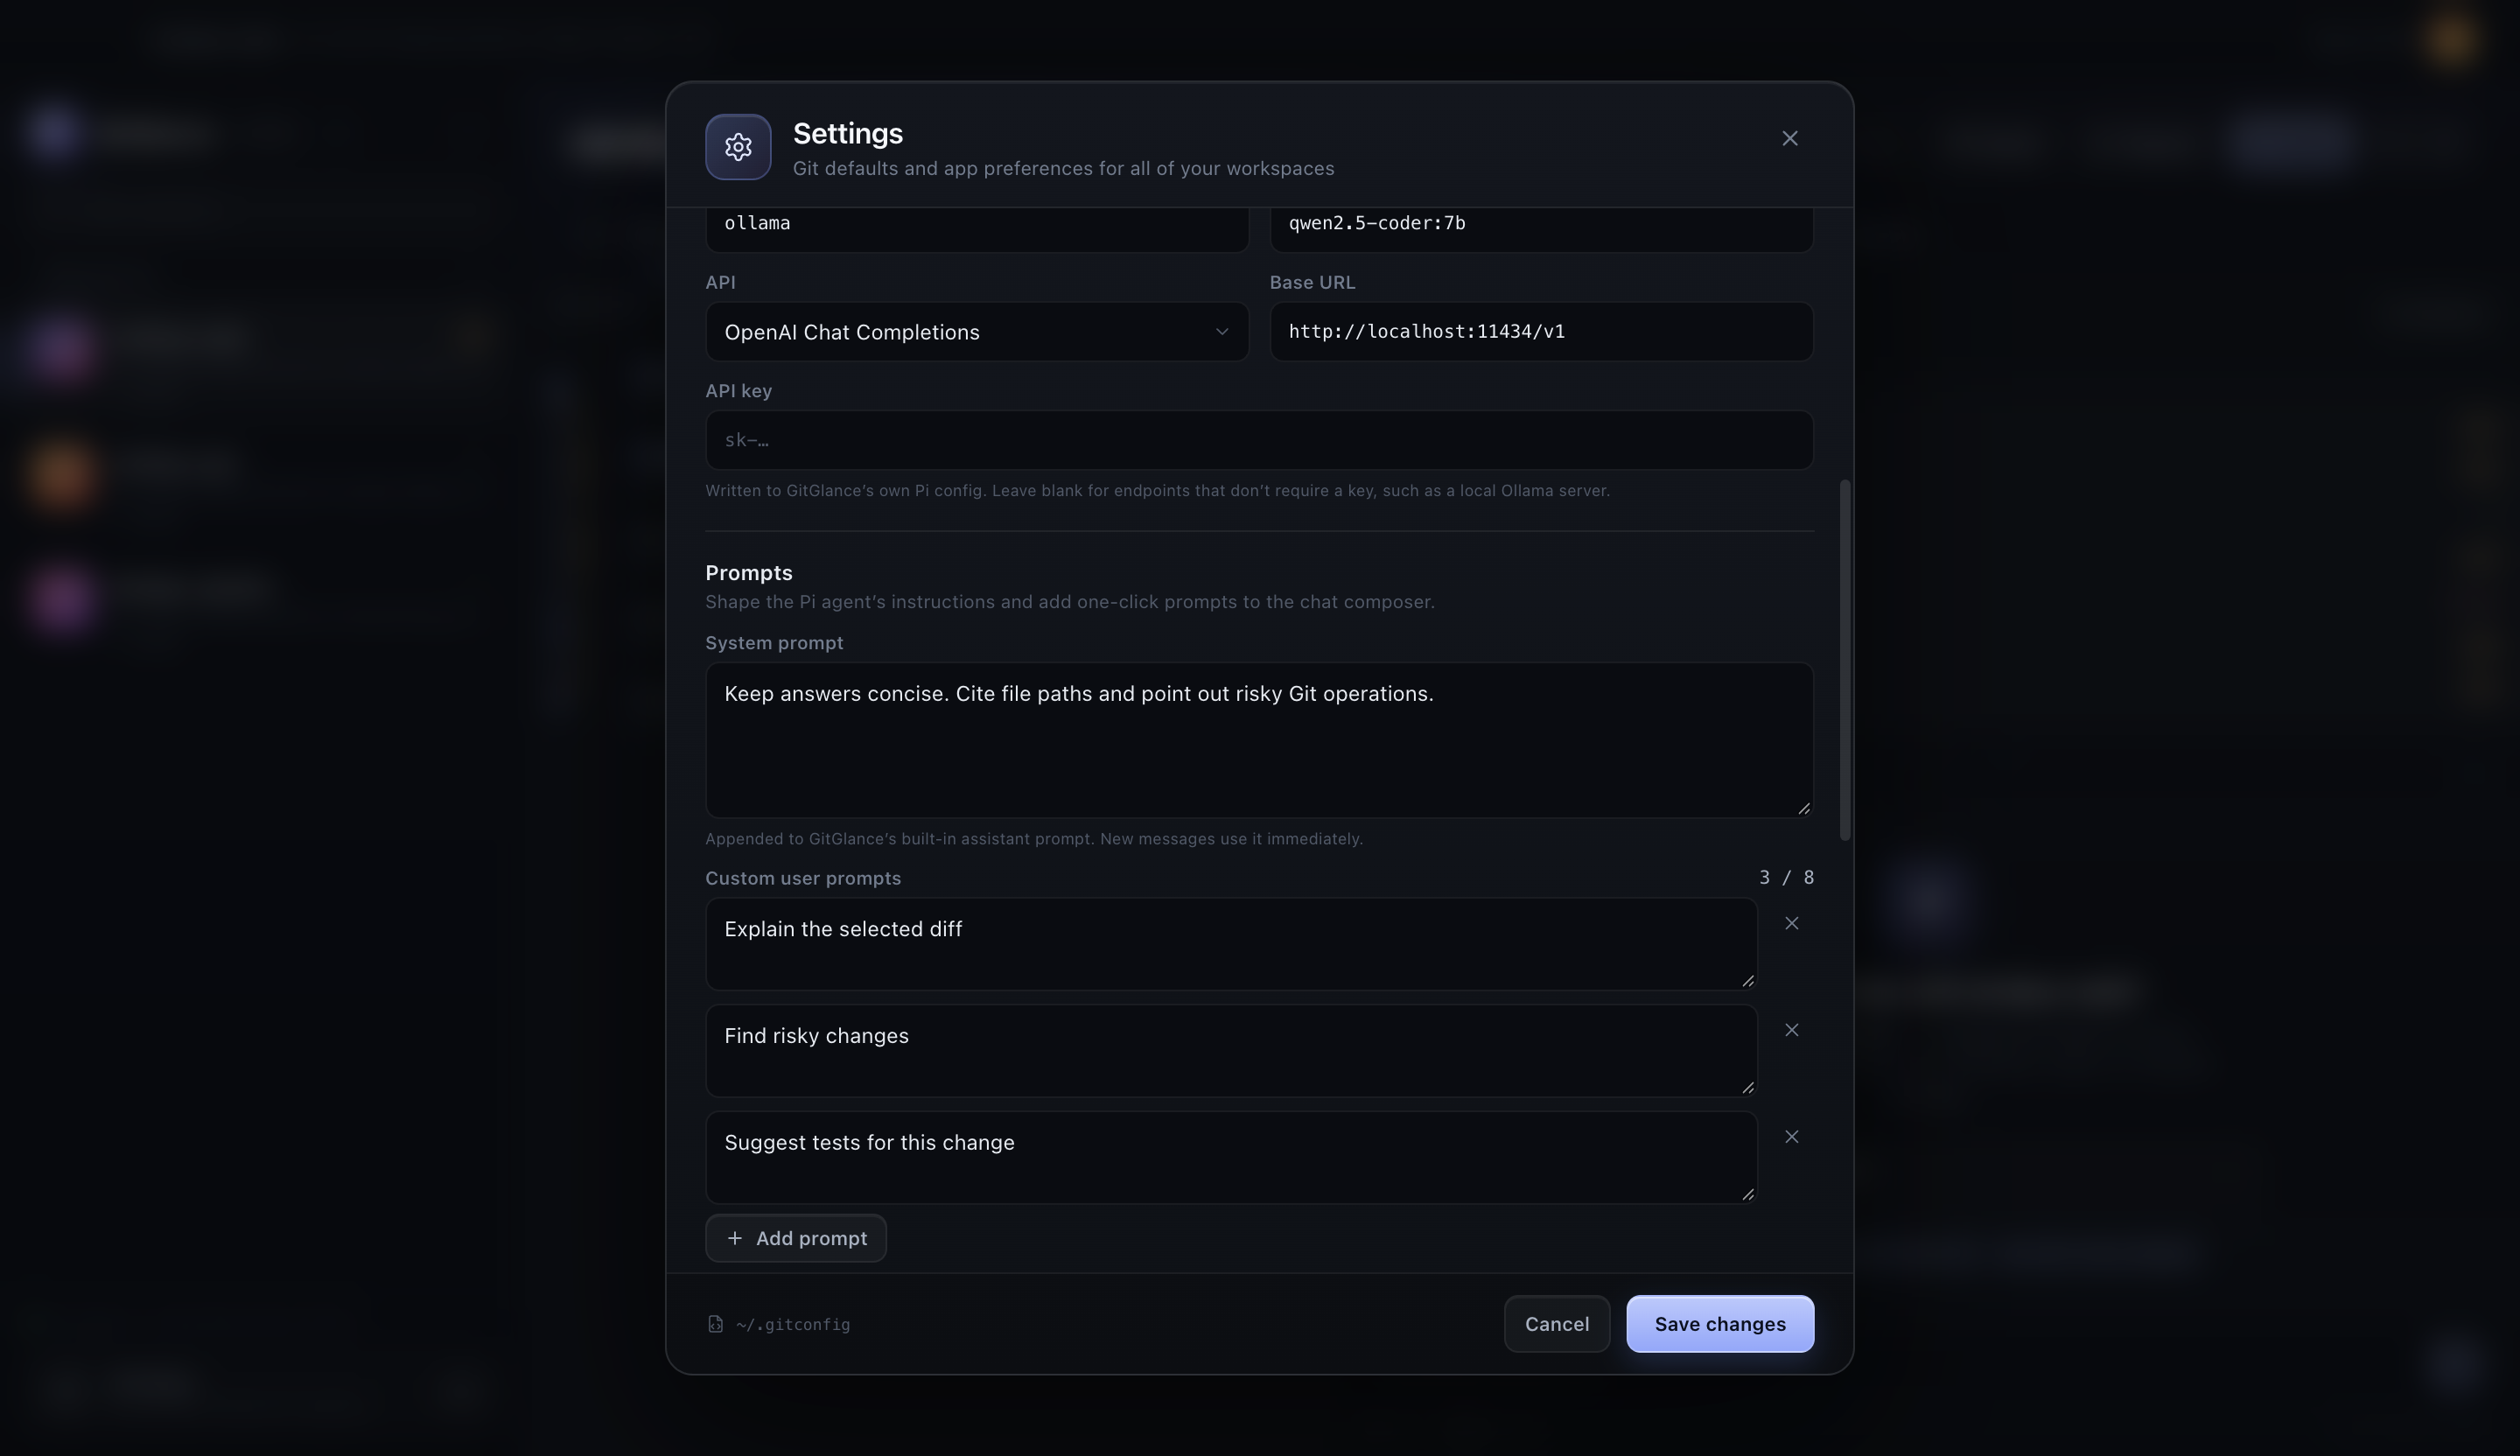 Settings
Git defaults and app preferences for all of your workspaces
ollama
qwen2.5-coder:7b
API
Base URL
OpenAI Chat Completions
http://localhost:11434/v1
API key
sk-…
Written to GitGlance’s own Pi config. Leave blank for endpoints that don’t require a key, such as a local Ollama server.
Prompts
Shape the Pi agent’s instructions and add one-click prompts to the chat composer.
System prompt
Keep answers concise. Cite file paths and point out risky Git operations.
Appended to GitGlance’s built-in assistant prompt. New messages use it immediately.
Custom user prompts
3 / 8
Explain the selected diff
Find risky changes
Suggest tests for this change
Add prompt
~/.gitconfig
Cancel
Save changes